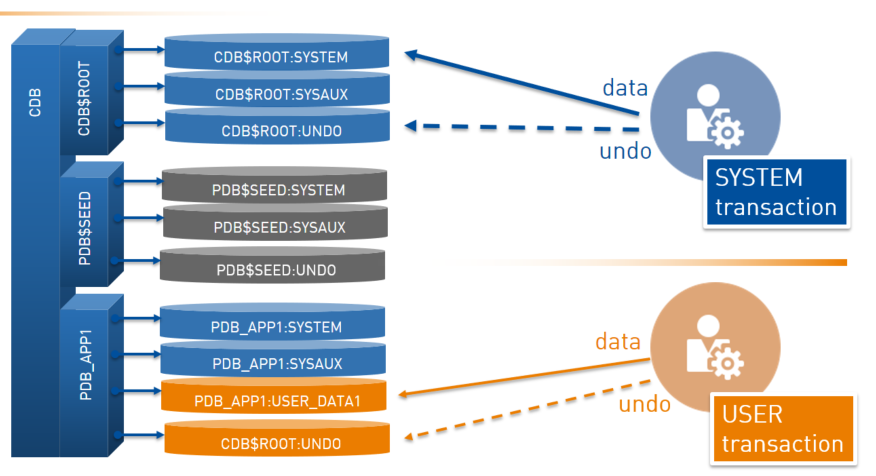 CDB
CDB$ROOT
CDB$ROOT:SYSTEM
CDB$ROOT:SYSAUX
CDB$ROOT:UNDO
data
undo
SYSTEM
transaction
PDB$SEED
PDB$SEED:SYSTEM
PDB$SEED:SYSAUX
PDB$SEED:UNDO
PDB_APP1
PDB_APP1:SYSTEM
PDB_APP1:SYSAUX
PDB_APP1:USER_DATA1
CDB$ROOT:UNDO
data
undo
USER
transaction